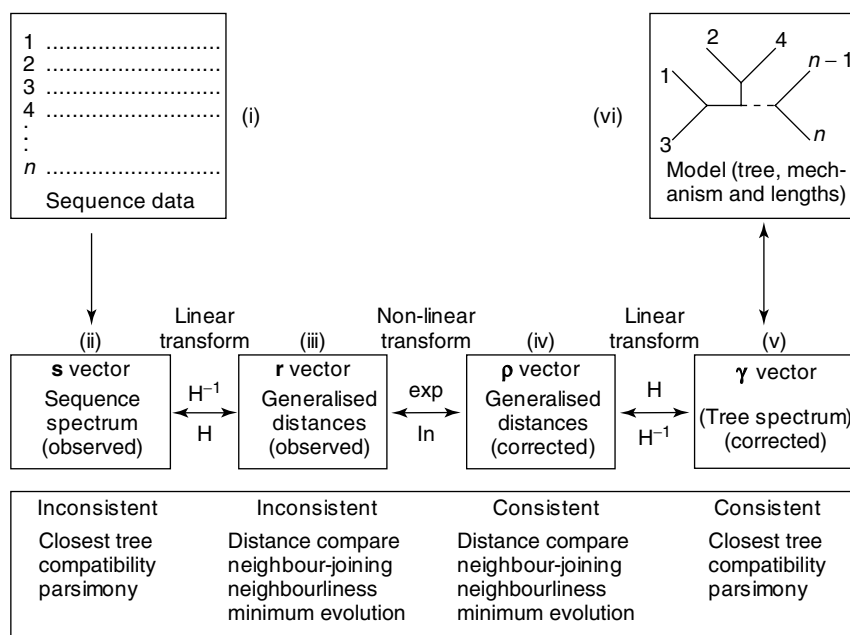 1 ................................
2 ................................
3 ................................
4 ................................
.
.
.
n ................................
Sequence data
(i)
(vi)
2 4
1 n – 1
3 n
Model (tree, mech-
anism and lengths)
Linear
transform
Non-linear
transform
Linear
transform
(ii) (iii) (iv) (v)
s vector
Sequence
spectrum
(observed)
H⁻¹
H
r vector
Generalised
distances
(observed)
exp
ln
ρ vector
Generalised
distances
(corrected)
H
H⁻¹
γ vector
(Tree spectrum)
(corrected)
Inconsistent
Closest tree
compatibility
parsimony
Inconsistent
Distance compare
neighbour-joining
neighbourliness
minimum evolution
Consistent
Distance compare
neighbour-joining
neighbourliness
minimum evolution
Consistent
Closest tree
compatibility
parsimony